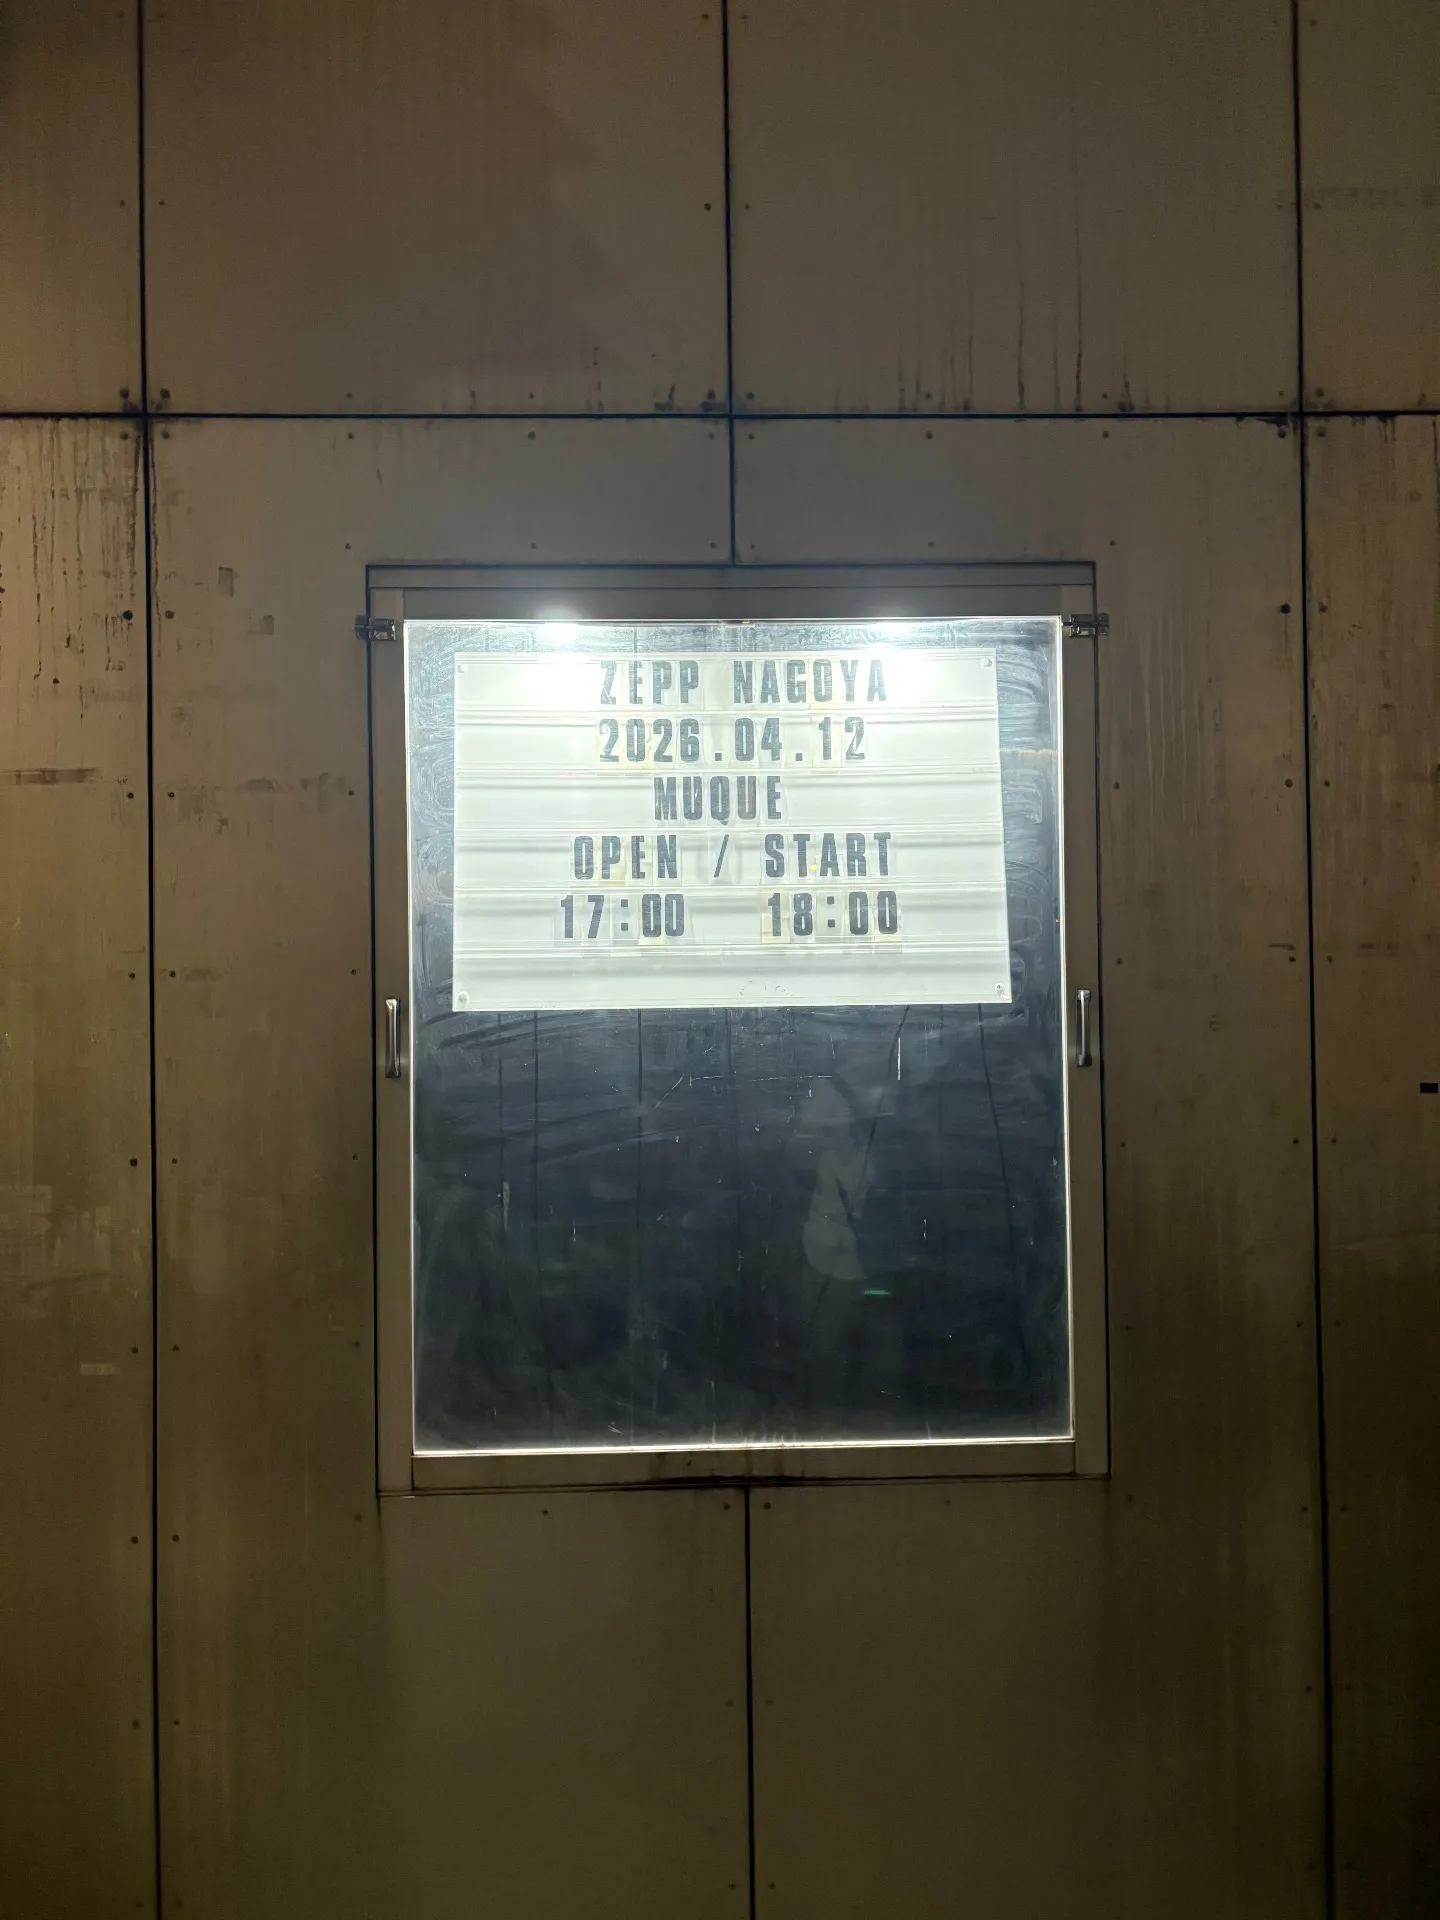 ZEPP NAGOYA
2026.04.12
MUQUE
OPEN / START
17:00 18:00